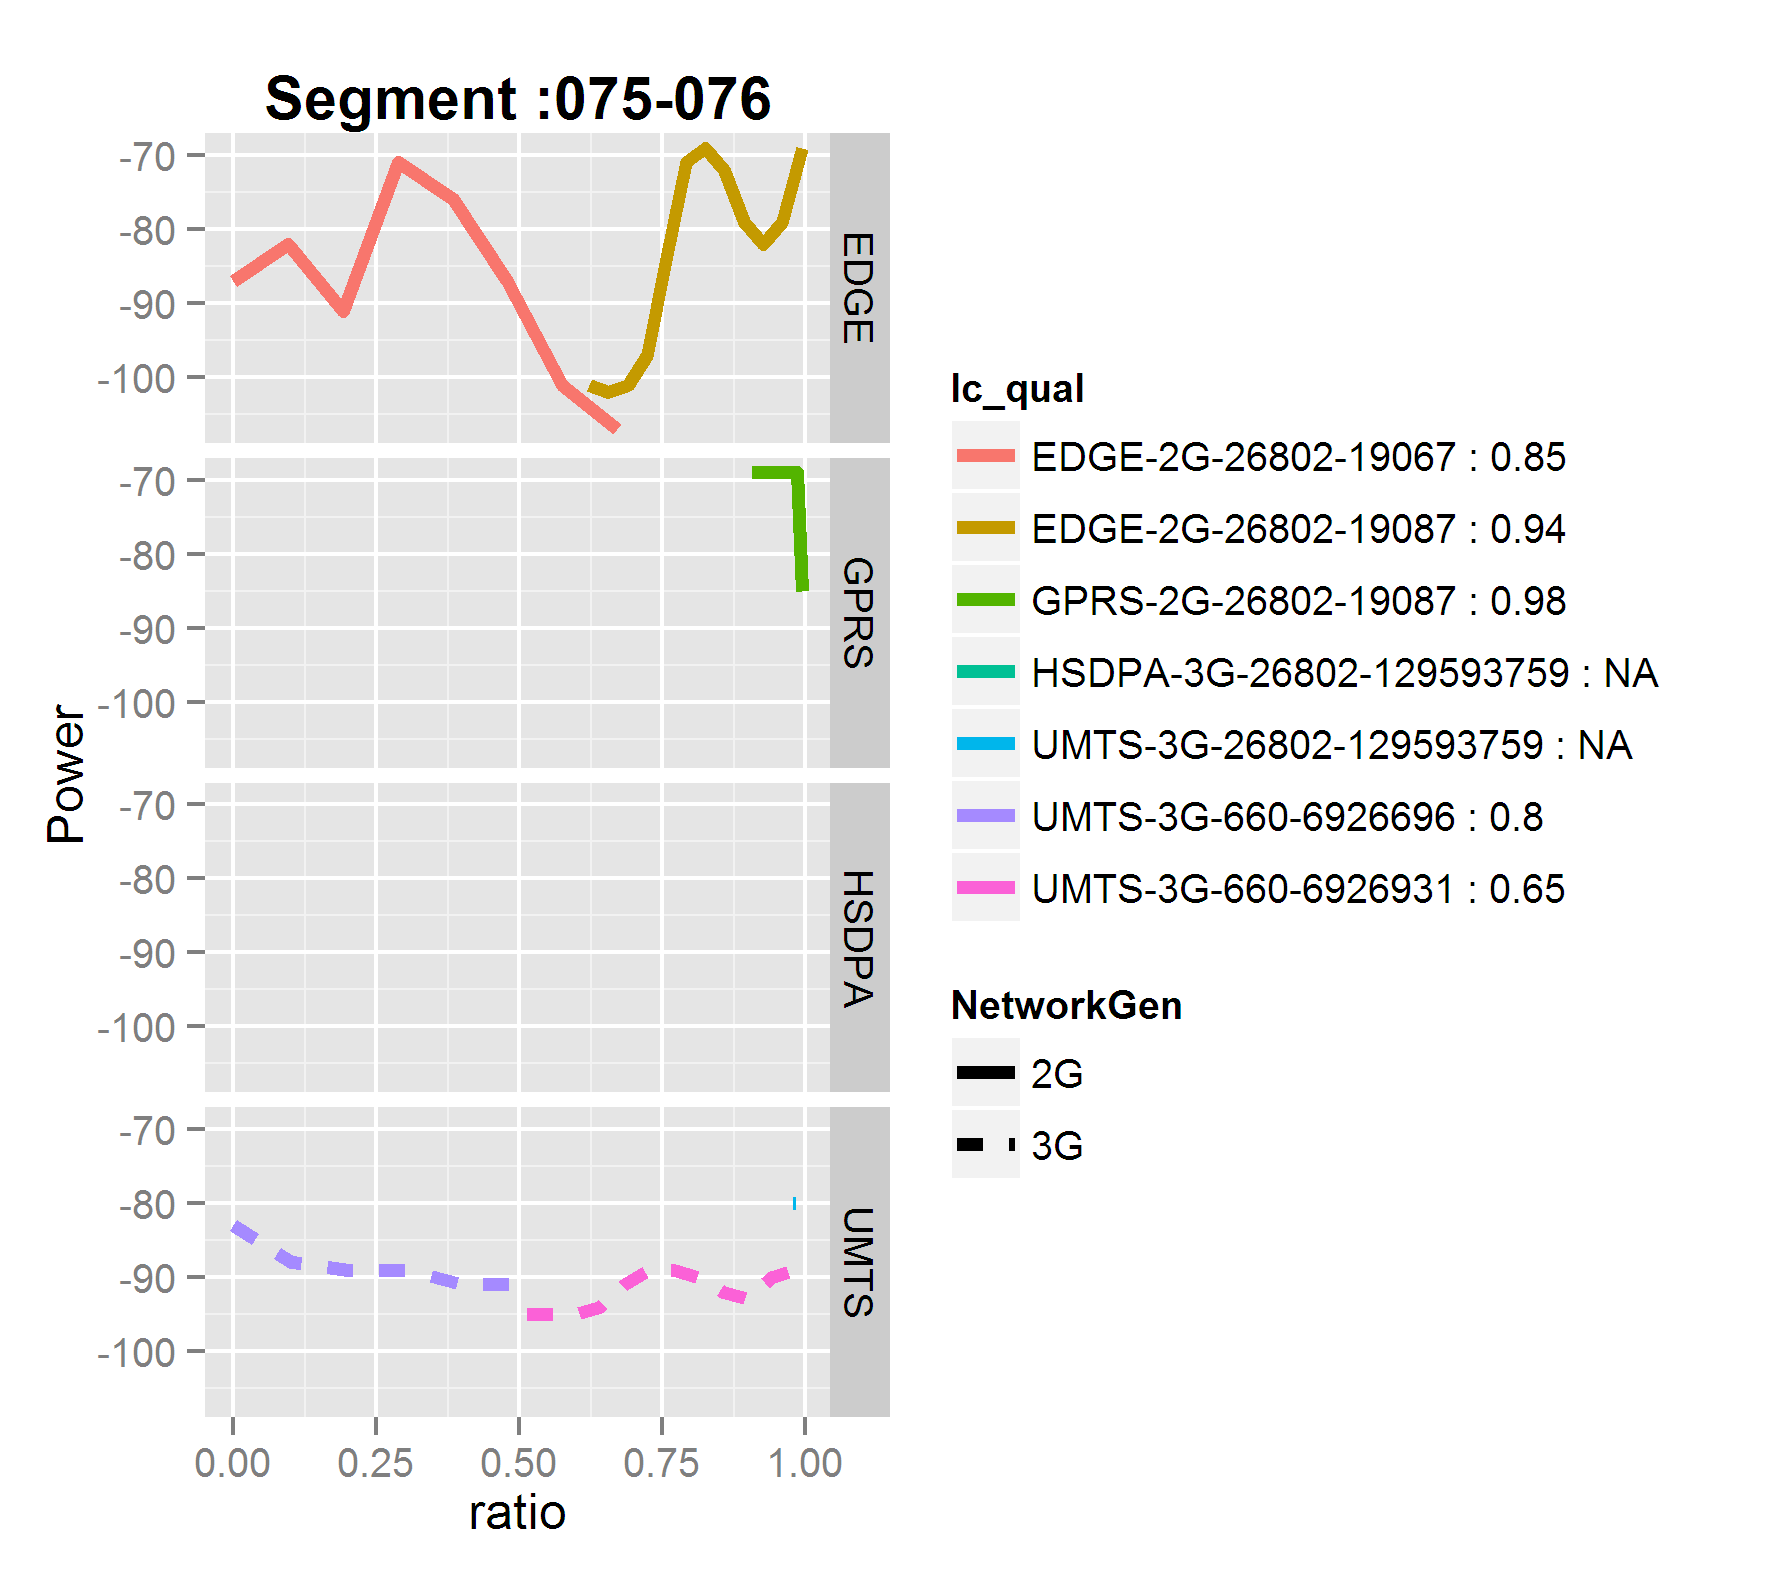 Segment :075-076
-70
-80
-90
-100
EDGE
-70
-80
-90
-100
GPRS
-70
-80
-90
-100
HSDPA
-70
-80
-90
-100
UMTS
Power
0.00 0.25 0.50 0.75 1.00
ratio
lc_qual
EDGE-2G-26802-19067 : 0.85
EDGE-2G-26802-19087 : 0.94
GPRS-2G-26802-19087 : 0.98
HSDPA-3G-26802-129593759 : NA
UMTS-3G-26802-129593759 : NA
UMTS-3G-660-6926696 : 0.8
UMTS-3G-660-6926931 : 0.65
NetworkGen
2G
3G